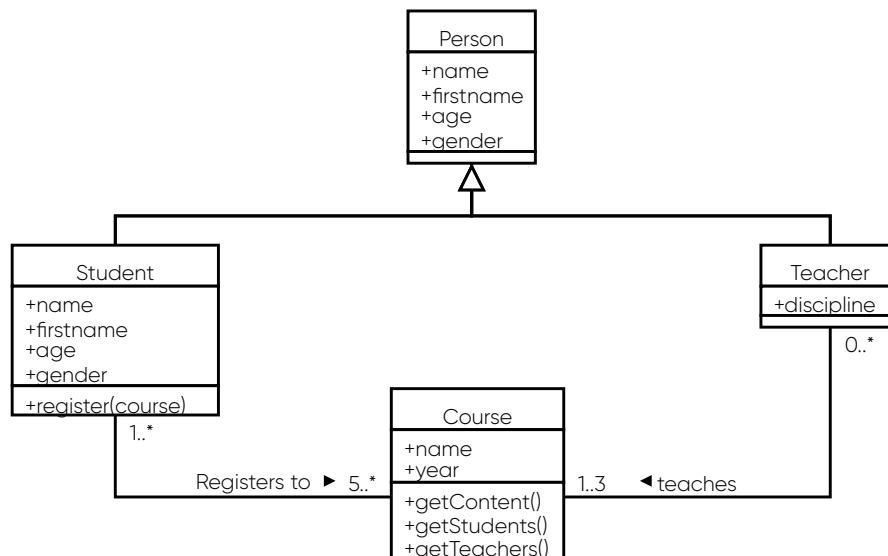 Person
+name
+firstname
+age
+gender
Student
+name
+firstname
+age
+gender
+register(course)
1..*
Teacher
+discipline
0..*
Course
+name
+year
+getContent()
+getStudents()
+getTeachers()
Registers to ► 5..*
1..3 ◄ teaches